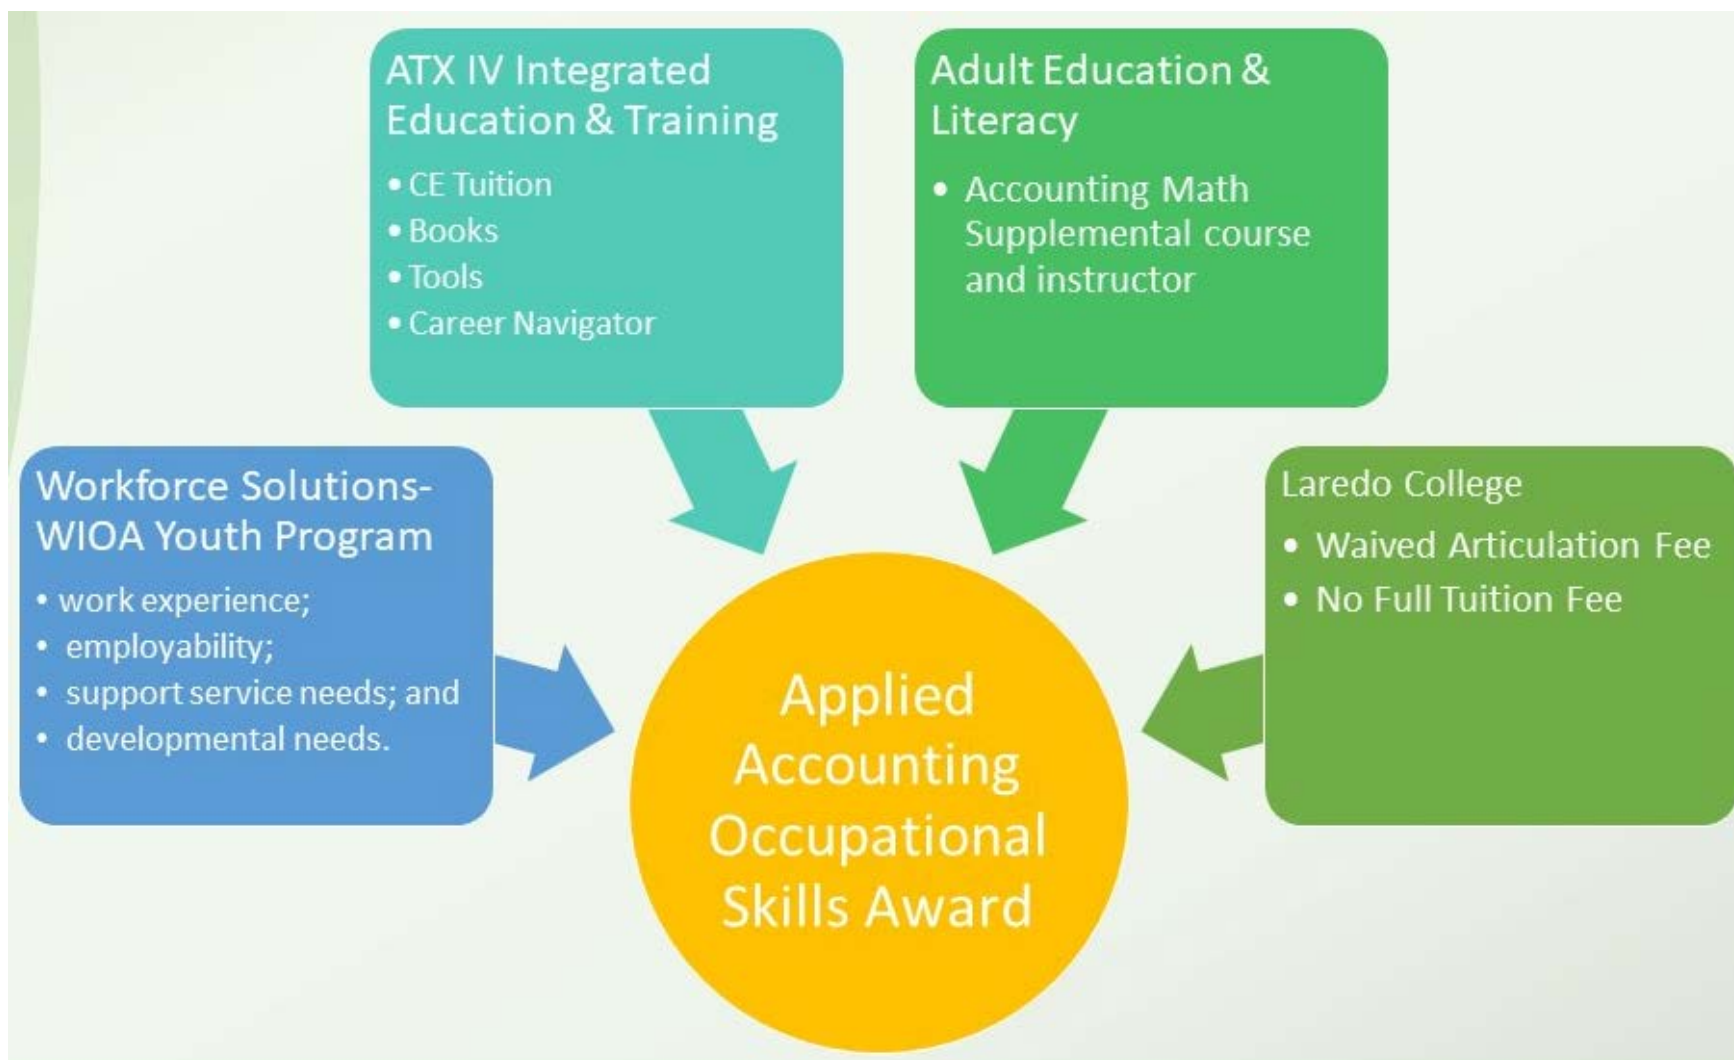 ATX IV Integrated
Education & Training
• CE Tuition
• Books
• Tools
• Career Navigator
Adult Education &
Literacy
• Accounting Math
Supplemental course
and instructor
Workforce Solutions-
WIOA Youth Program
• work experience;
• employability;
• support service needs; and
• developmental needs.
Laredo College
• Waived Articulation Fee
• No Full Tuition Fee
Applied
Accounting
Occupational
Skills Award